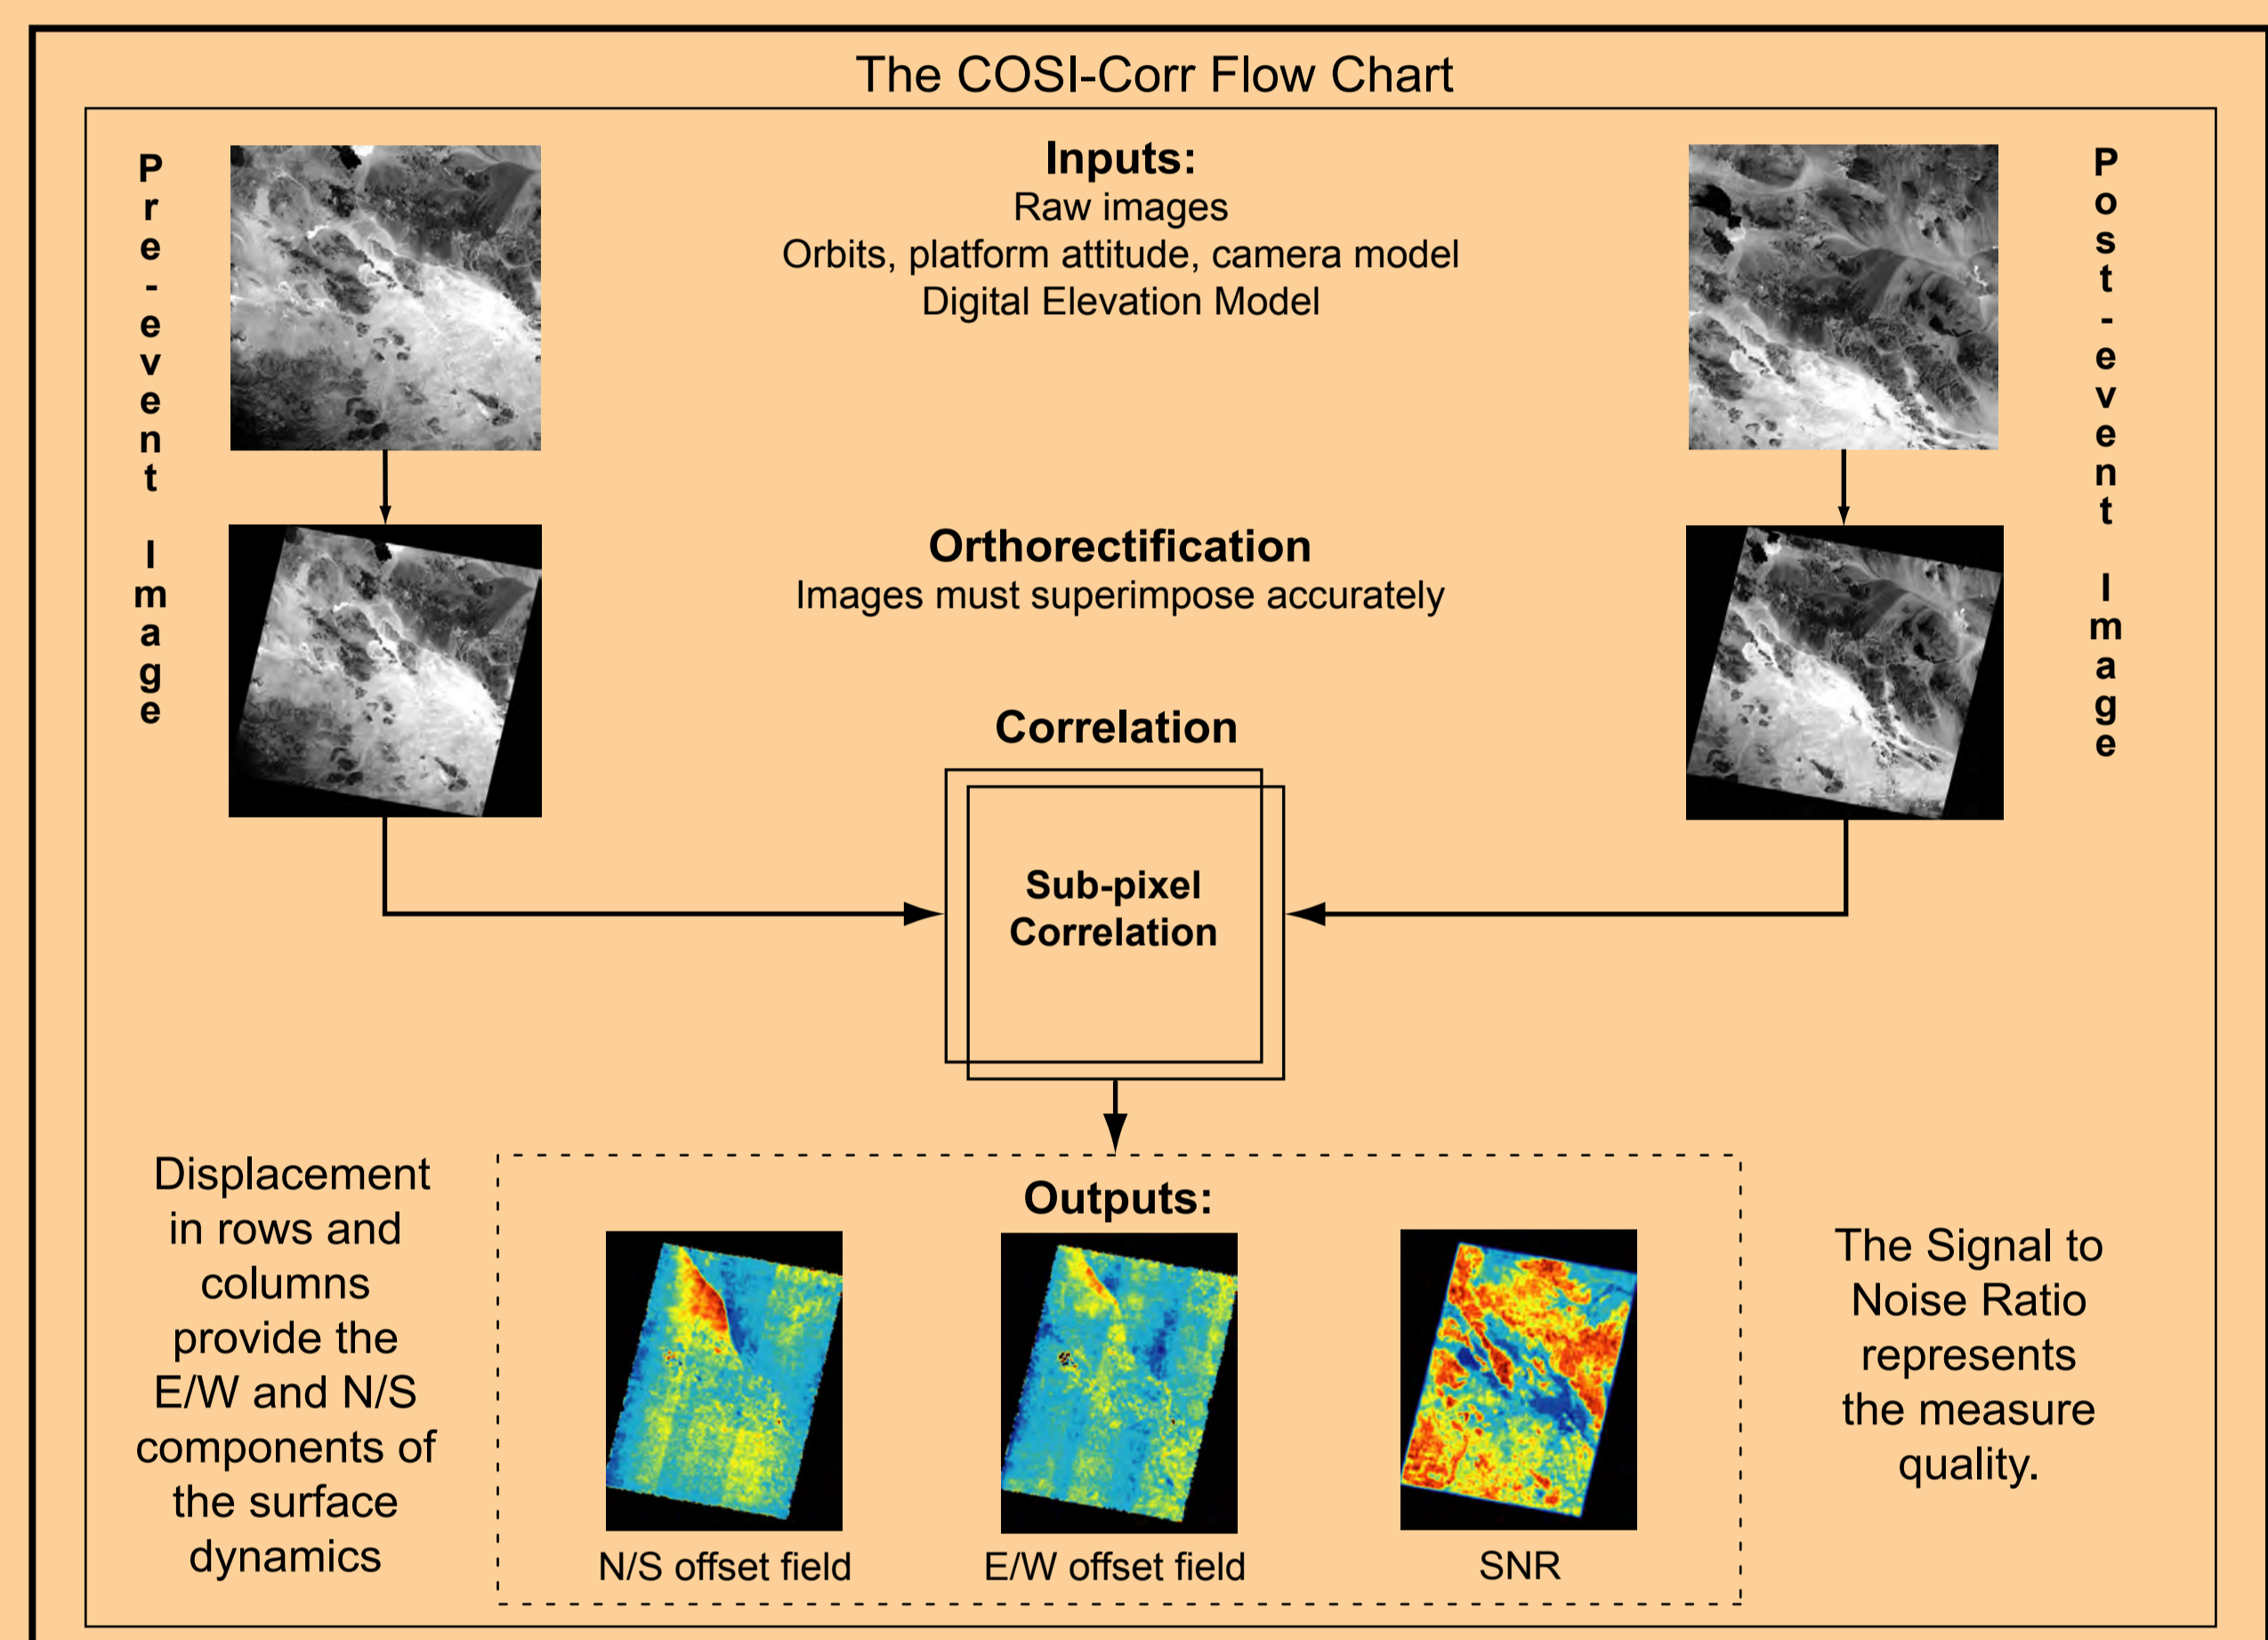 The COSI-Corr Flow Chart
Pre-event Image
Inputs:
Raw images
Orbits, platform attitude, camera model
Digital Elevation Model
Post-event Image
Orthorectification
Images must superimpose accurately
Correlation
Sub-pixel
Correlation
Displacement
in rows and
columns
provide the
E/W and N/S
components of
the surface
dynamics
Outputs:
N/S offset field
E/W offset field
SNR
The Signal to
Noise Ratio
represents
the measure
quality.